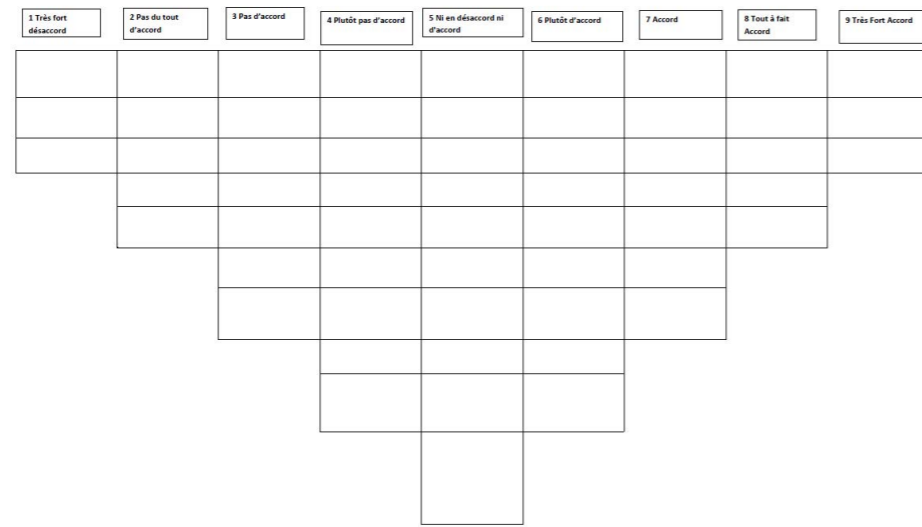 1 Très fort
désaccord
2 Pas du tout
d'accord
3 Pas d'accord
4 Plutôt pas d'accord
5 Ni en désaccord ni
d'accord
6 Plutôt d'accord
7 Accord
8 Tout à fait
Accord
9 Très Fort Accord